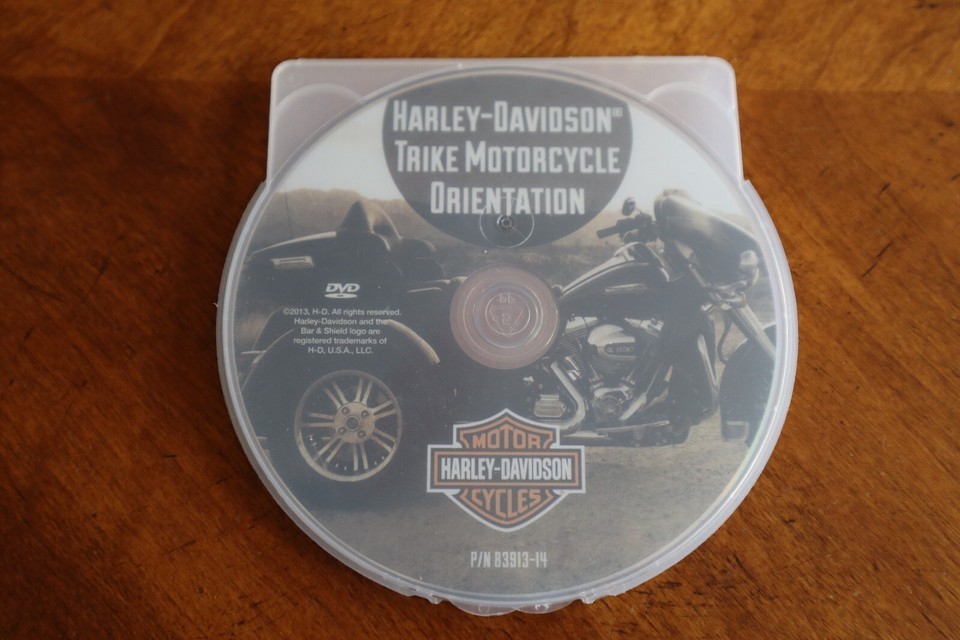 HARLEY-DAVIDSON
TRIKE MOTORCYCLE
ORIENTATION
DVD
©2013, H-D. All rights reserved.
Harley-Davidson and the
Bar & Shield logo are
registered trademarks of
H-D, U.S.A., LLC.
MOTOR
HARLEY-DAVIDSON
CYCLES
P/N 83913-14